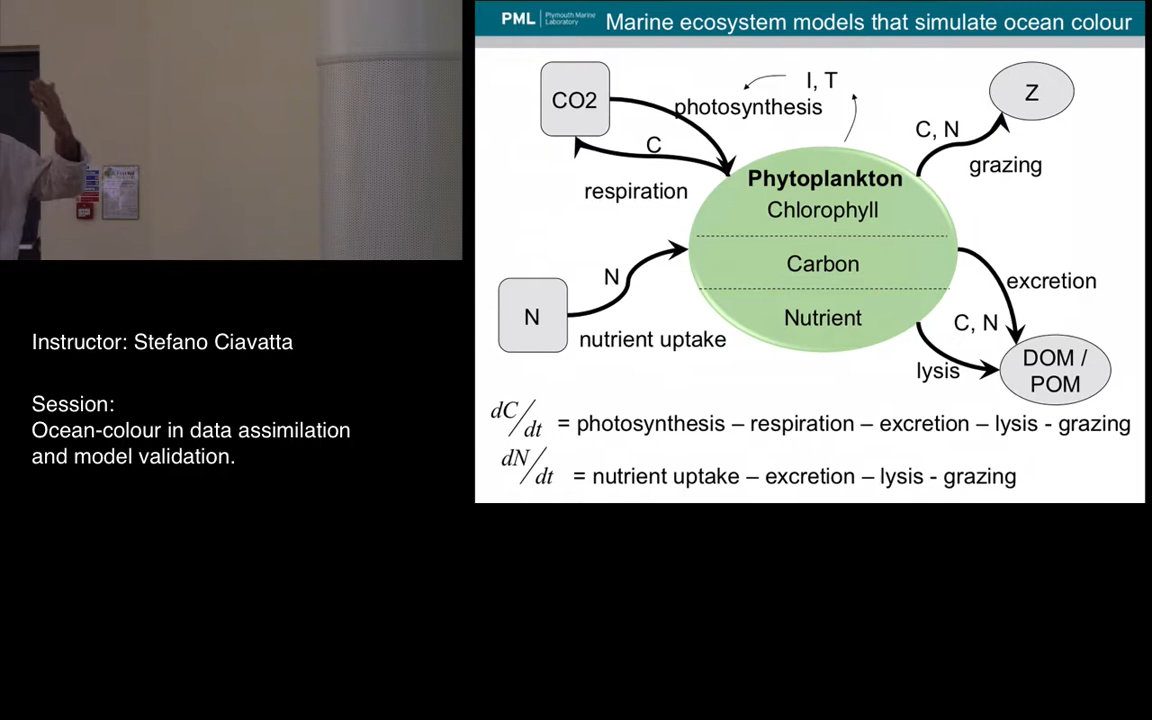 PML | Plymouth Marine Laboratory
Marine ecosystem models that simulate ocean colour
CO2
I, T
photosynthesis
C
respiration
Z
C, N
grazing
Phytoplankton
Chlorophyll
Carbon
Nutrient
N
N
nutrient uptake
excretion
C, N
lysis
DOM /
POM
dC/dt = photosynthesis – respiration – excretion – lysis - grazing
dN/dt = nutrient uptake – excretion – lysis - grazing
Instructor: Stefano Ciavatta
Session:
Ocean-colour in data assimilation
and model validation.